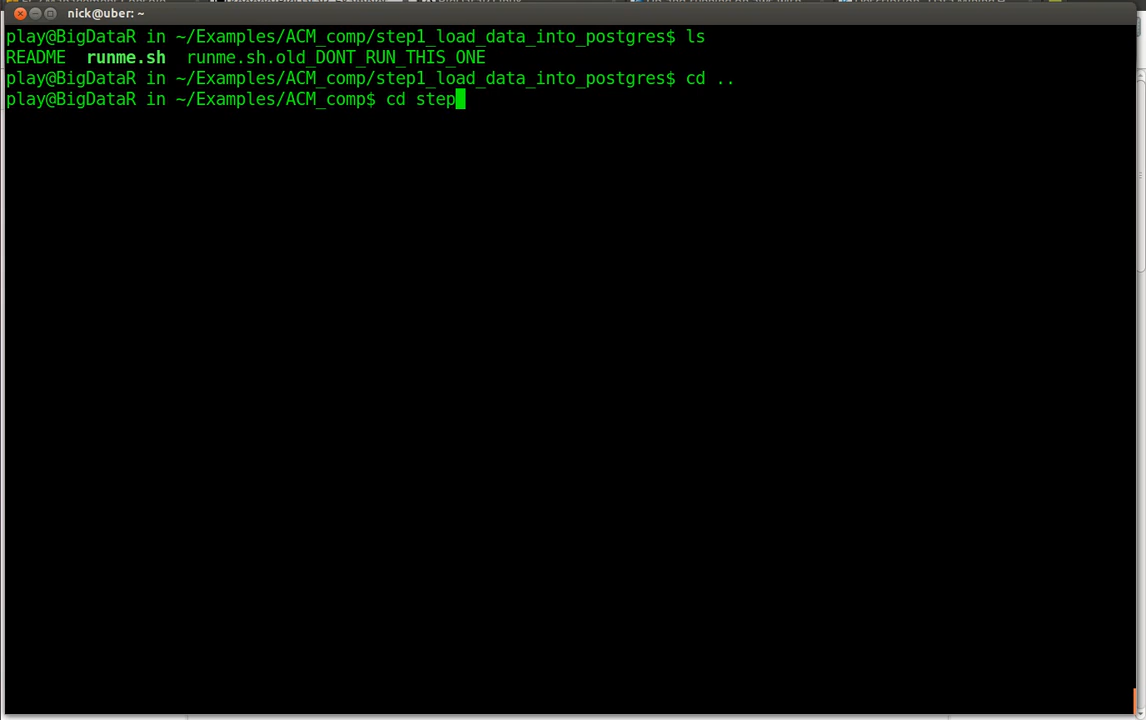 nick@uber: ~
play@BigDataR in ~/Examples/ACM_comp/step1_load_data_into_postgres$ ls
README  runme.sh  runme.sh.old_DONT_RUN_THIS_ONE
play@BigDataR in ~/Examples/ACM_comp/step1_load_data_into_postgres$ cd ..
play@BigDataR in ~/Examples/ACM_comp$ cd step